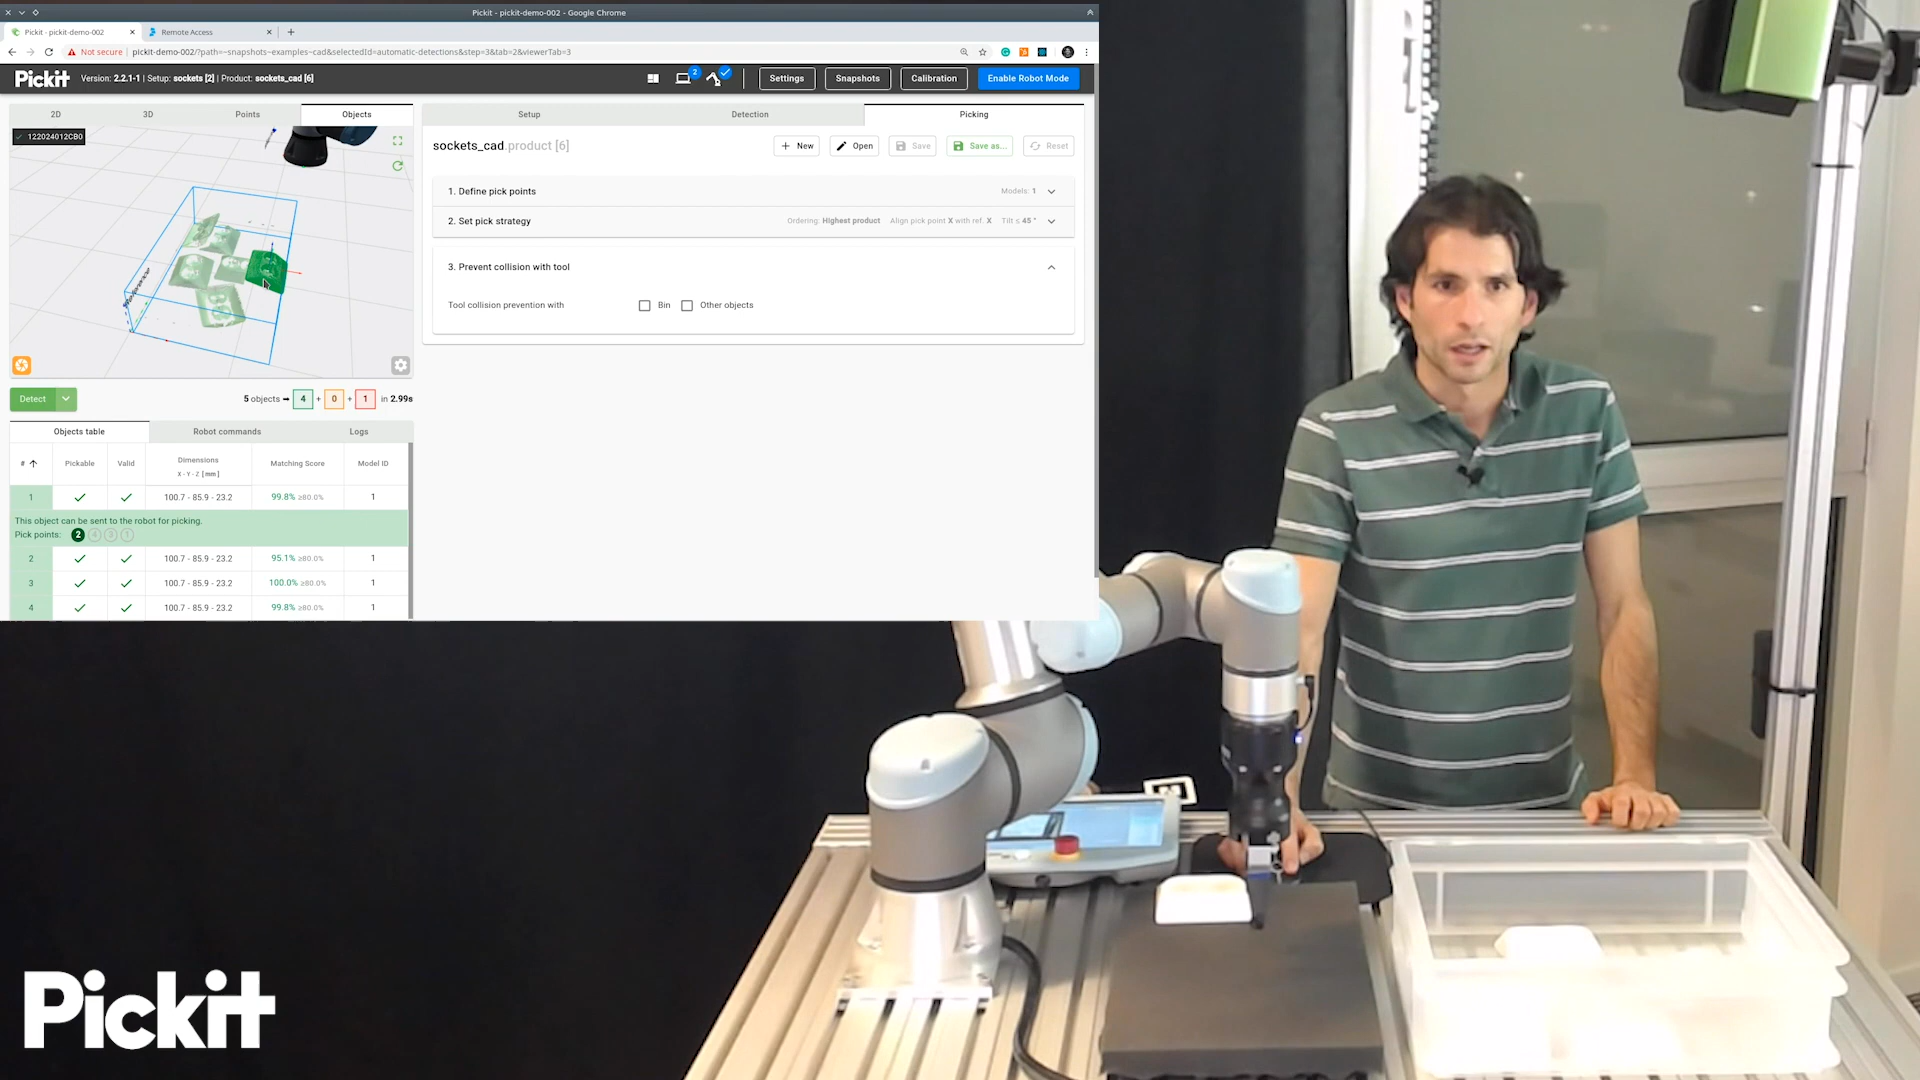 Pickit - pickit-demo-002 - Google Chrome
Pickit - pickit-demo-002
Remote Access
Not secure
pickit-demo-002/?path=~snapshots~examples-cad&selectedId=automatic-detections&step=3&tab=2&viewerTab=3
Pickit
Version: 2.2.1-1 | Setup: sockets [2] | Product: sockets_cad [6]
2
Settings
Snapshots
Calibration
Enable Robot Mode
2D
3D
Points
Objects
Setup
Detection
Picking
122024012CB0
sockets_cad.product [6]
New
Open
Save
Save as...
Reset
1. Define pick points
Models: 1
2. Set pick strategy
Ordering: Highest product Align pick point X with ref. X Tilt ≤ 45 °
3. Prevent collision with tool
Tool collision prevention with
Bin
Other objects
Detect
5 objects ➞ 4 + 0 + 1 in 2.99s
Objects table
Robot commands
Logs
# Pickable Valid Dimensions Matching Score Model ID
X - Y - Z [mm]
1 100.7 - 85.9 - 23.2 99.8% ≥80.0% 1
This object can be sent to the robot for picking.
Pick points: 2 4 3 1
2 100.7 - 85.9 - 23.2 95.1% ≥80.0% 1
3 100.7 - 85.9 - 23.2 100.0% ≥80.0% 1
4 100.7 - 85.9 - 23.2 99.8% ≥80.0% 1
Pickit